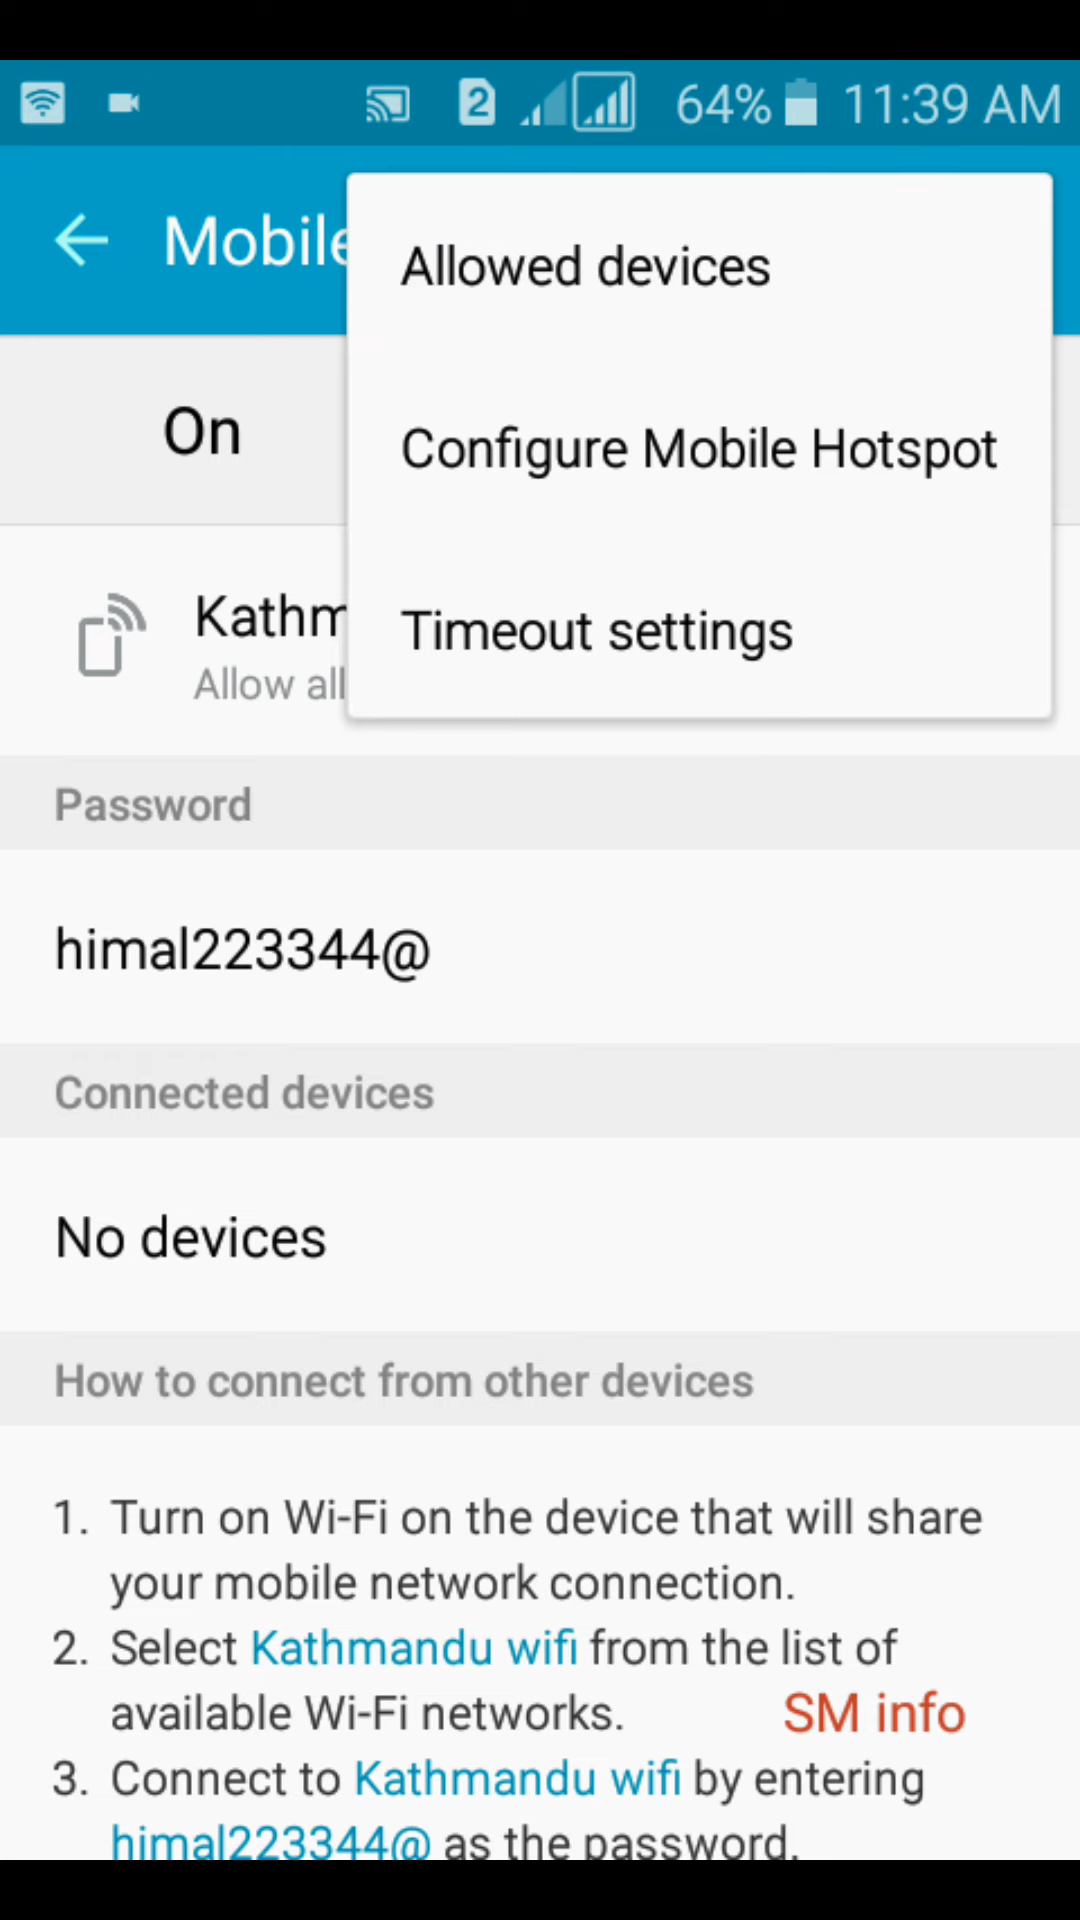 2 64% 11:39 AM
Mobile
Allowed devices
On
Configure Mobile Hotspot
Kathm
Timeout settings
Allow all
Password
himal223344@
Connected devices
No devices
How to connect from other devices
1. Turn on Wi-Fi on the device that will share
your mobile network connection.
2. Select Kathmandu wifi from the list of
available Wi-Fi networks.
SM info
3. Connect to Kathmandu wifi by entering
himal223344@ as the password.